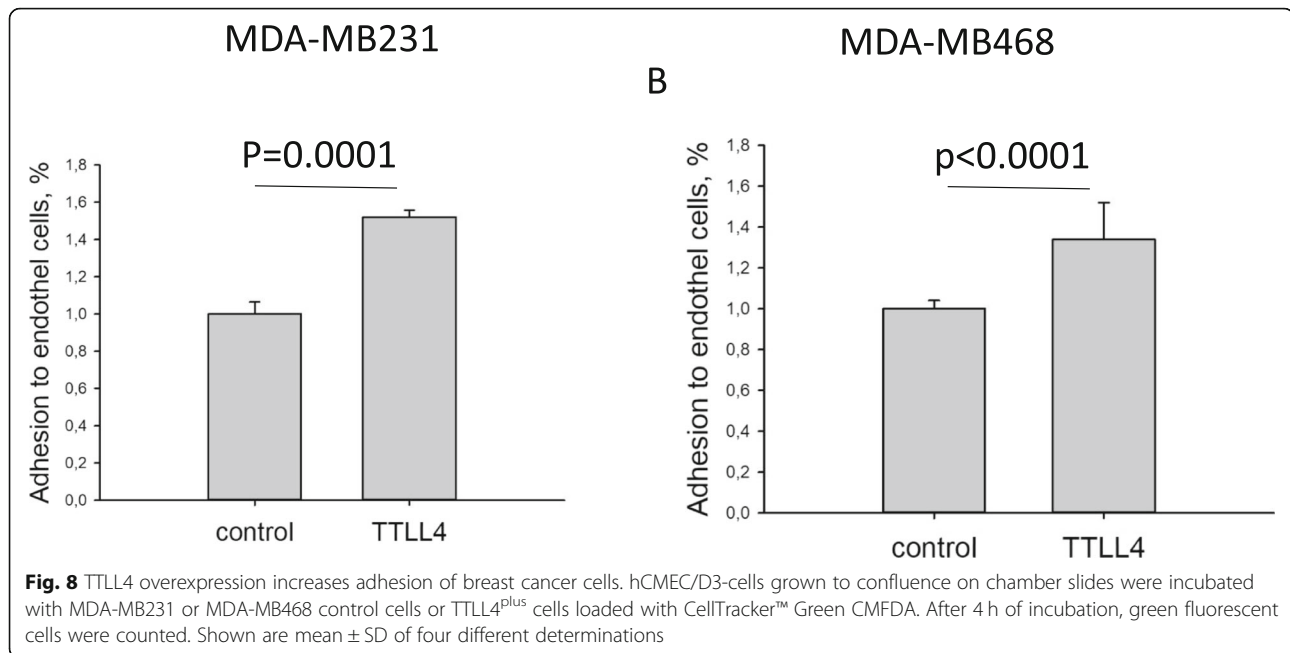 MDA-MB231
MDA-MB468
B
P=0.0001
Adhesion to endothel cells, %
1,8
1,6
1,4
1,2
1,0
0,8
0,6
0,4
0,2
0,0
control TTLL4
p<0.0001
Adhesion to endothel cells, %
1,8
1,6
1,4
1,2
1,0
0,8
0,6
0,4
0,2
0,0
control TTLL4
Fig. 8 TTLL4 overexpression increases adhesion of breast cancer cells. hCMEC/D3-cells grown to confluence on chamber slides were incubated
with MDA-MB231 or MDA-MB468 control cells or TTLL4plus cells loaded with CellTracker™ Green CMFDA. After 4 h of incubation, green fluorescent
cells were counted. Shown are mean ± SD of four different determinations